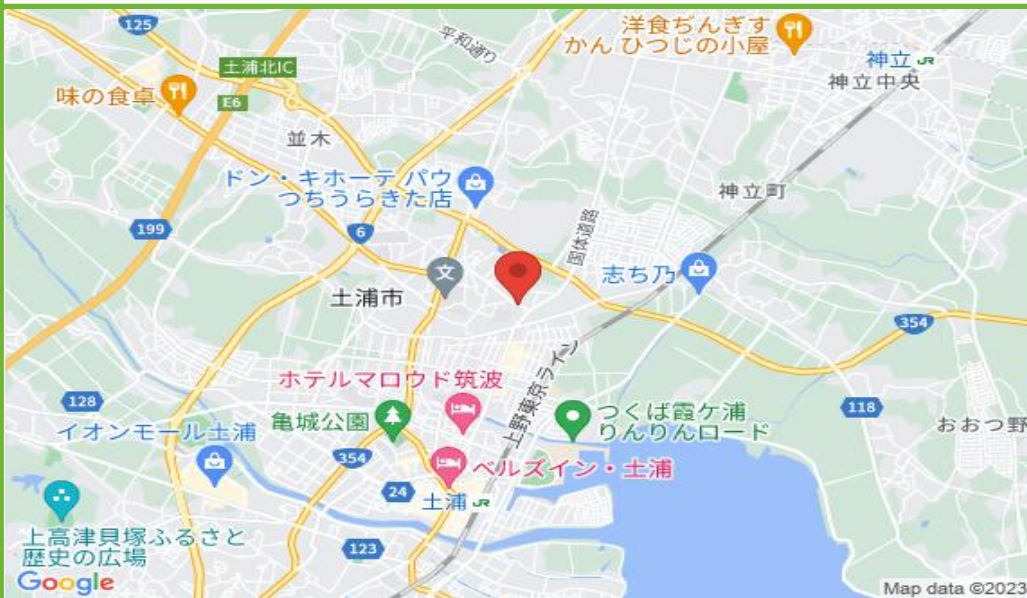 125
平和通り
洋食ぢんぎす
かん ひつじの小屋
神立 JR
神立中央
土浦北IC
E6
味の食卓
並木
ドン・キホーテ パウ
つちうらきた店
神立町
199
6
国体道路
文
志ち乃
土浦市
354
上野東京ライン
ホテルマロウド筑波
128
118
亀城公園
つくば霞ケ浦
りんりんロード
おおつ野
イオンモール土浦
354
ベルズイン・土浦
24
土浦 JR
上高津貝塚ふるさと
歴史の広場
123
Google
Map data ©2023